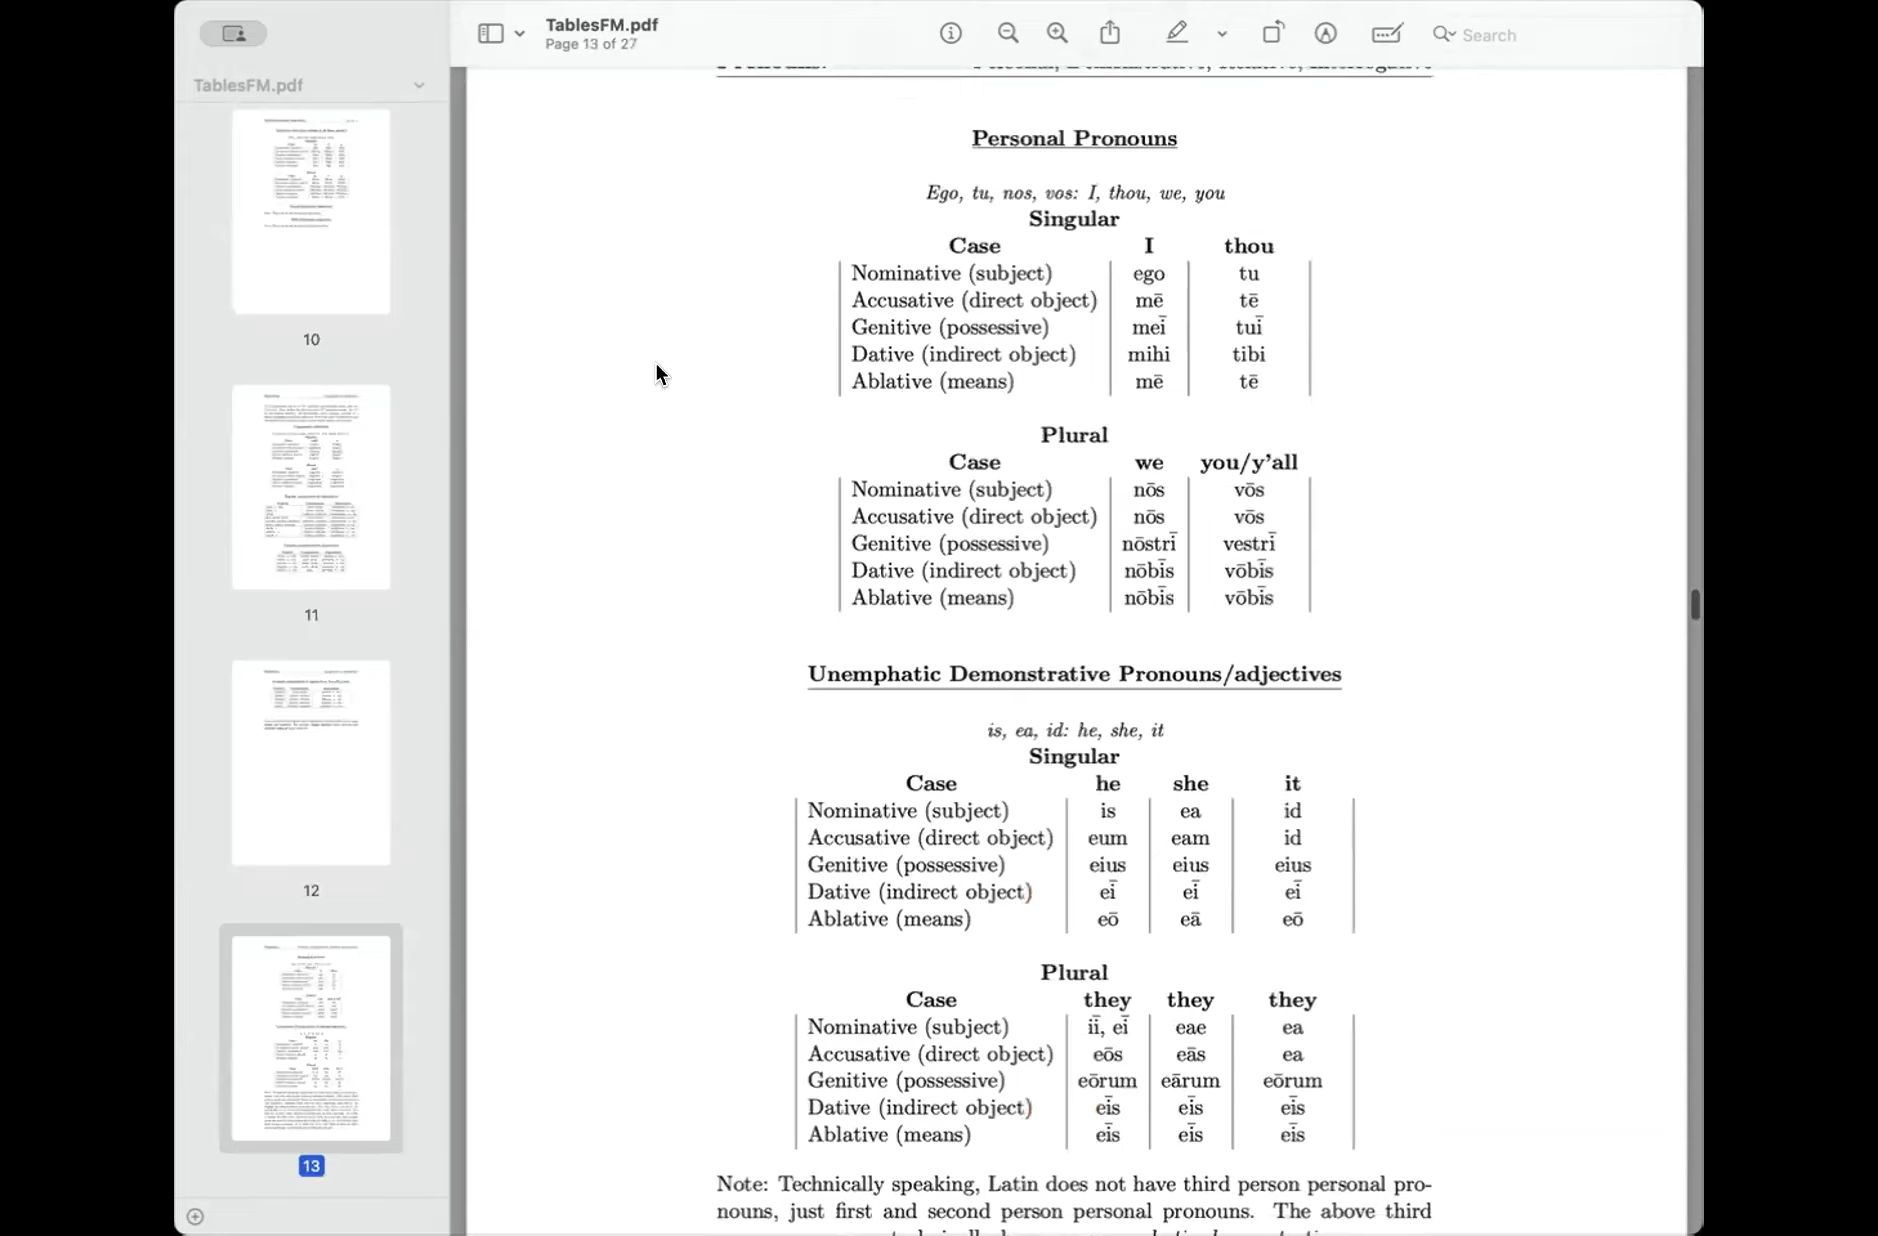 TablesFM.pdf
Page 13 of 27
Search
TablesFM.pdf
10
11
12
13
Personal Pronouns
Ego, tu, nos, vos: I, thou, we, you
Singular
Case I thou
Nominative (subject) ego tu
Accusative (direct object) mē tē
Genitive (possessive) meī tuī
Dative (indirect object) mihi tibi
Ablative (means) mē tē
Plural
Case we you/y'all
Nominative (subject) nōs vōs
Accusative (direct object) nōs vōs
Genitive (possessive) nōstrī vestrī
Dative (indirect object) nōbīs vōbīs
Ablative (means) nōbīs vōbīs
Unemphatic Demonstrative Pronouns/adjectives
is, ea, id: he, she, it
Singular
Case he she it
Nominative (subject) is ea id
Accusative (direct object) eum eam id
Genitive (possessive) eius eius eius
Dative (indirect object) eī eī eī
Ablative (means) eō eā eō
Plural
Case they they they
Nominative (subject) iī, eī eae ea
Accusative (direct object) eōs eās ea
Genitive (possessive) eōrum eārum eōrum
Dative (indirect object) eīs eīs eīs
Ablative (means) eīs eīs eīs
Note: Technically speaking, Latin does not have third person personal pro-
nouns, just first and second person personal pronouns. The above third